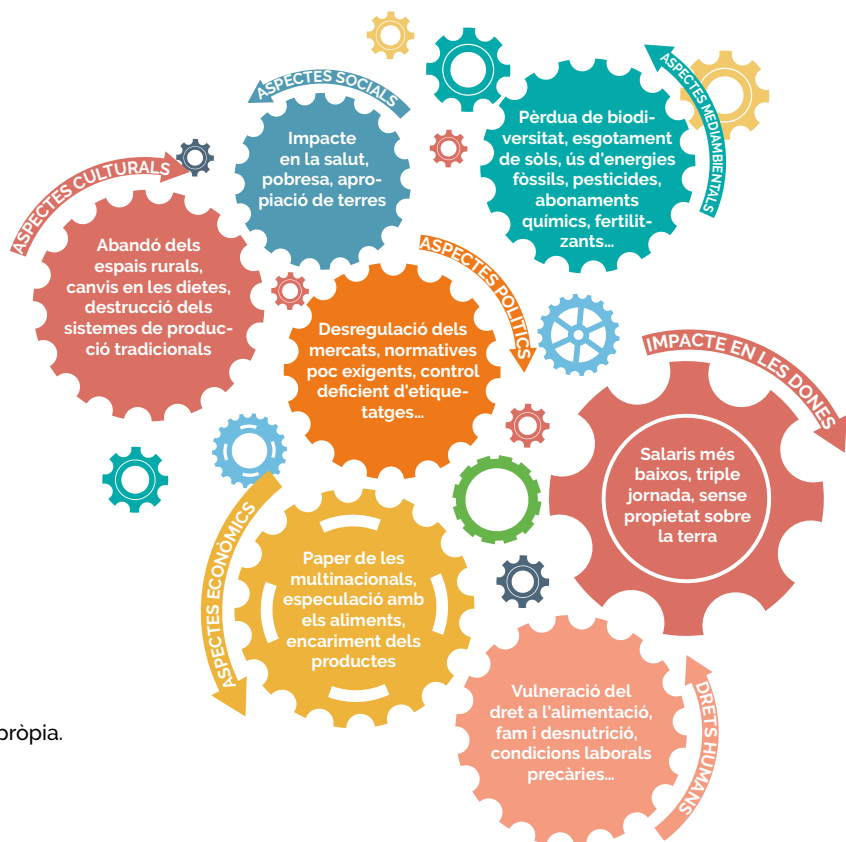 ASPECTES SOCIALS
Impacte
en la salut,
pobresa, apro-
piació de terres
ASPECTES MEDIAMBIENTALS
Pèrdua de biodi-
versitat, esgotament
de sòls, ús d'energies
fòssils, pesticides,
abonaments
químics, fertilit-
zants...
ASPECTES CULTURALS
Abandó dels
espais rurals,
canvis en les dietes,
destrucció dels
sistemes de produc-
ció tradicionals
ASPECTES POLÍTICS
Desregulació dels
mercats, normatives
poc exigents, control
deficient d'etique-
tatges...
IMPACTE EN LES DONES
Salaris més
baixos, triple
jornada, sense
propietat sobre
la terra
ASPECTES ECONÒMICS
Paper de les
multinacionals,
especulació amb
els aliments,
encariment dels
productes
DRETS HUMANS
Vulneració del
dret a l'alimentació,
fam i desnutrició,
condicions laborals
precàries...
pròpia.